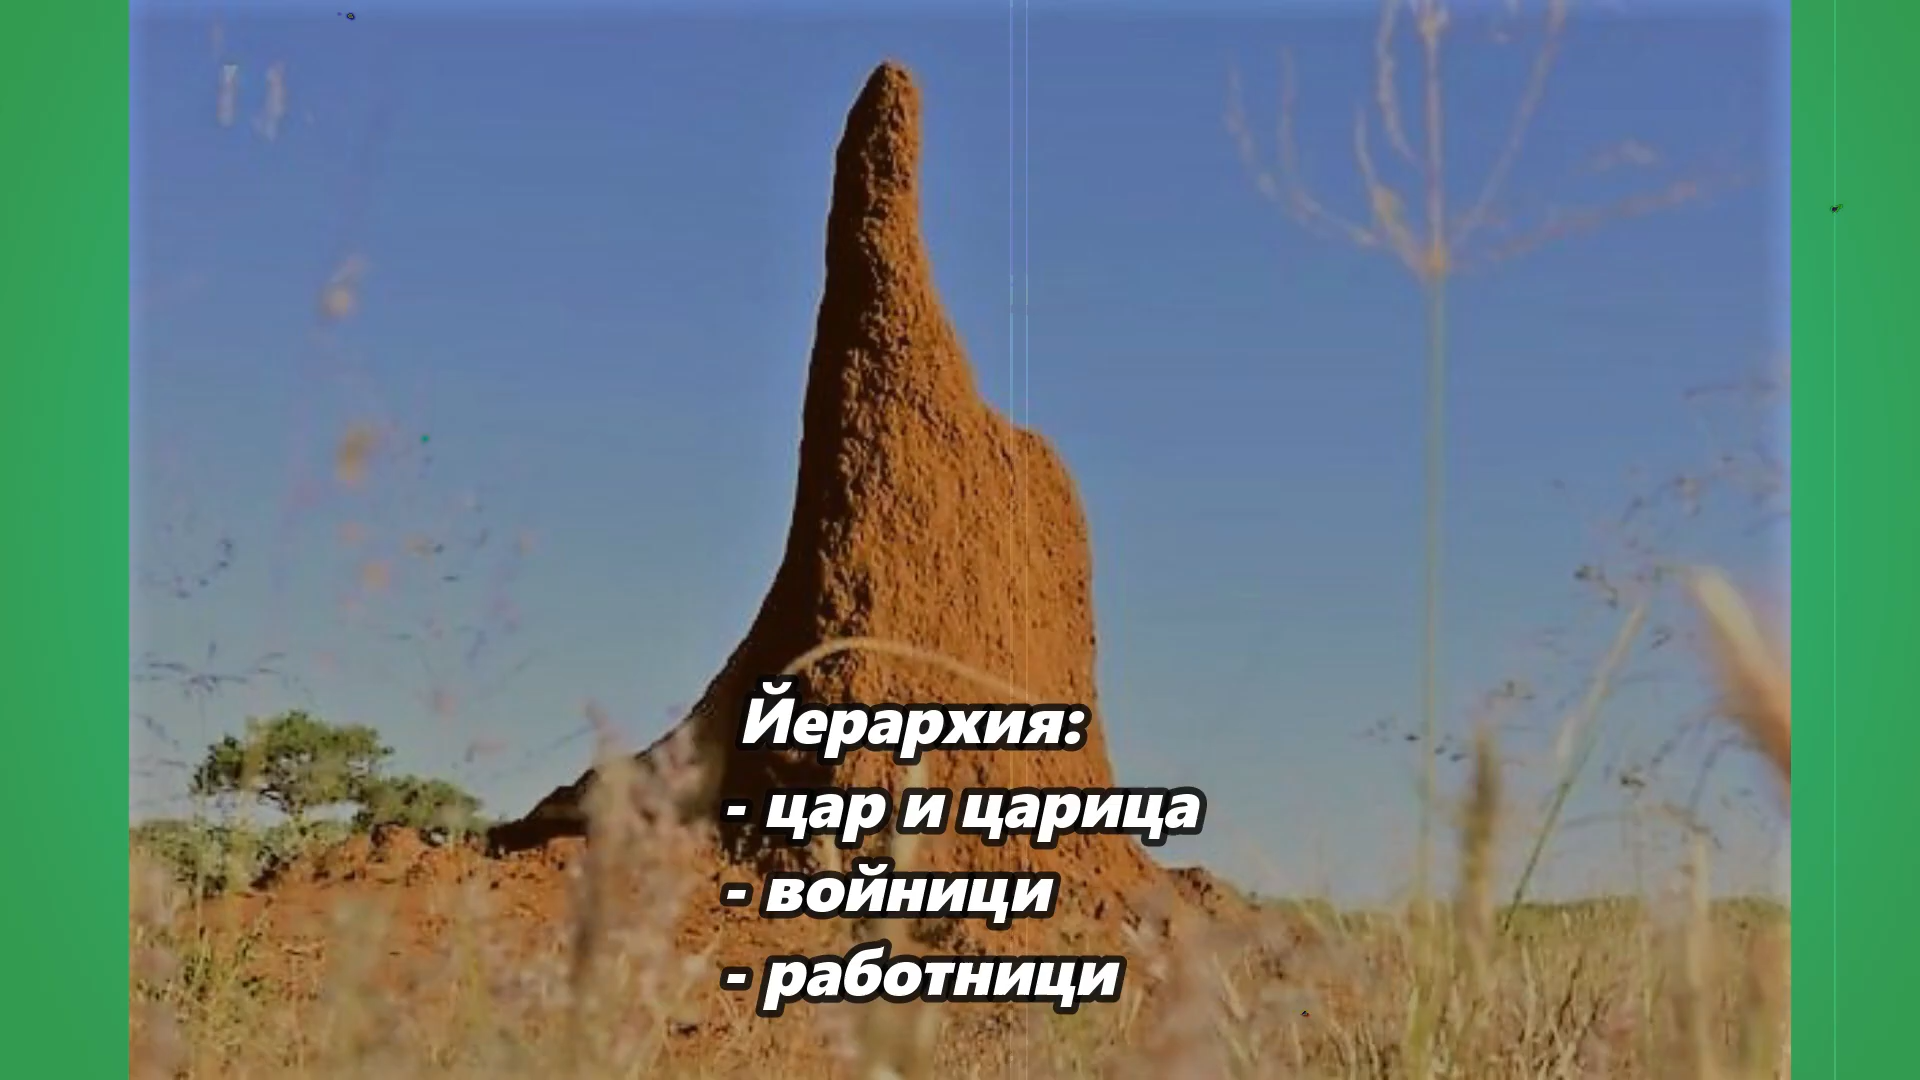 Йерархия:
- цар и царица
- войници
- работници